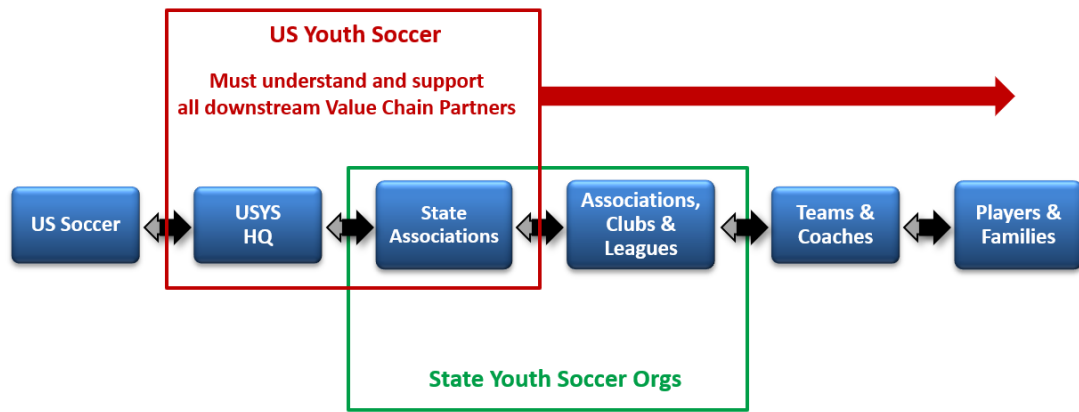 US Youth Soccer
Must understand and support
all downstream Value Chain Partners
US Soccer
USYS
HQ
State
Associations
Associations,
Clubs &
Leagues
Teams &
Coaches
Players &
Families
State Youth Soccer Orgs